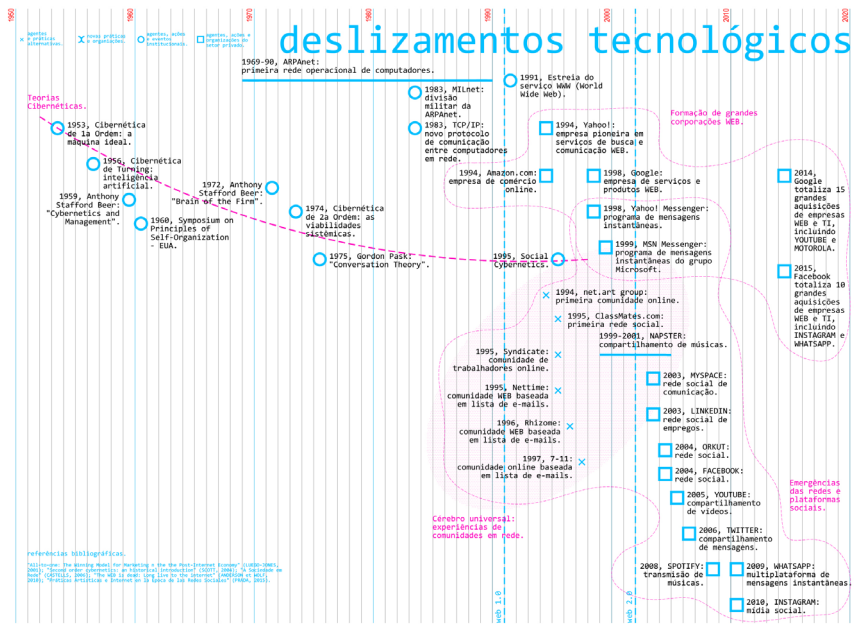 1950
1960
1970
1980
1990
2000
2010
2020
agentes
e práticas
alternativas.
novas práticas
e organizações.
agentes, ações
e eventos
institucionais.
agentes, ações e
organizações do
setor privado.
deslizamentos tecnológicos
1969-90, ARPAnet:
primeira rede operacional de computadores.
1991, Estreia do
serviço WWW (World
Wide Web).
1983, MILnet:
divisão
militar da
ARPAnet.
Teorias
Cibernéticas.
Formação de grandes
corporações WEB.
1953, Cibernética
de 1a Ordem: a
máquina ideal.
1983, TCP/IP:
novo protocolo
de comunicação
entre computadores
em rede.
1994, Yahoo!:
empresa pioneira em
serviços de busca e
comunicação WEB.
1956, Cibernética
de Turning:
inteligência
artificial.
1994, Amazon.com:
empresa de comércio
online.
1998, Google:
empresa de serviços e
produtos WEB.
2014,
Google
totaliza 15
grandes
aquisições
de empresas
WEB e TI,
incluindo
YOUTUBE e
MOTOROLA.
1972, Anthony
Stafford Beer:
"Brain of the Firm".
1959, Anthony
Stafford Beer:
"Cybernetics and
Management".
1974, Cibernética
de 2a Ordem: as
viabilidades
sistêmicas.
1998, Yahoo! Messenger:
programa de mensagens
instantâneas.
1960, Symposium on
Principles of
Self-Organization
- EUA.
1999, MSN Messenger:
programa de mensagens
instantâneas do grupo
Microsoft.
1975, Gordon Pask:
"Conversation Theory".
1995, Social
Cybernetics.
2015,
Facebook
totaliza 10
grandes
aquisições
de empresas
WEB e TI,
incluindo
INSTAGRAM e
WHATSAPP.
1994, net.art group:
primeira comunidade online.
1995, ClassMates.com:
primeira rede social.
1999-2001, NAPSTER:
compartilhamento de músicas.
1995, Syndicate:
comunidade de
trabalhadores online.
2003, MYSPACE:
rede social de
comunicação.
1995, Nettime:
comunidade WEB baseada
em lista de e-mails.
2003, LINKEDIN:
rede social de
empregos.
1996, Rhizome:
comunidade WEB baseada
em lista de e-mails.
2004, ORKUT:
rede social.
1997, 7-11:
comunidade online baseada
em lista de e-mails.
2004, FACEBOOK:
rede social.
Emergências
das redes e
plataformas
sociais.
2005, YOUTUBE:
compartilhamento
de vídeos.
Cérebro universal:
experiências de
comunidades em rede.
2006, TWITTER:
compartilhamento
de mensagens.
referências bibliográficas.
2008, SPOTIFY:
transmissão de
músicas.
2009, WHATSAPP:
multiplataforma de
mensagens instantâneas.
2010, INSTAGRAM:
mídia social.
web 1.0
web 2.0